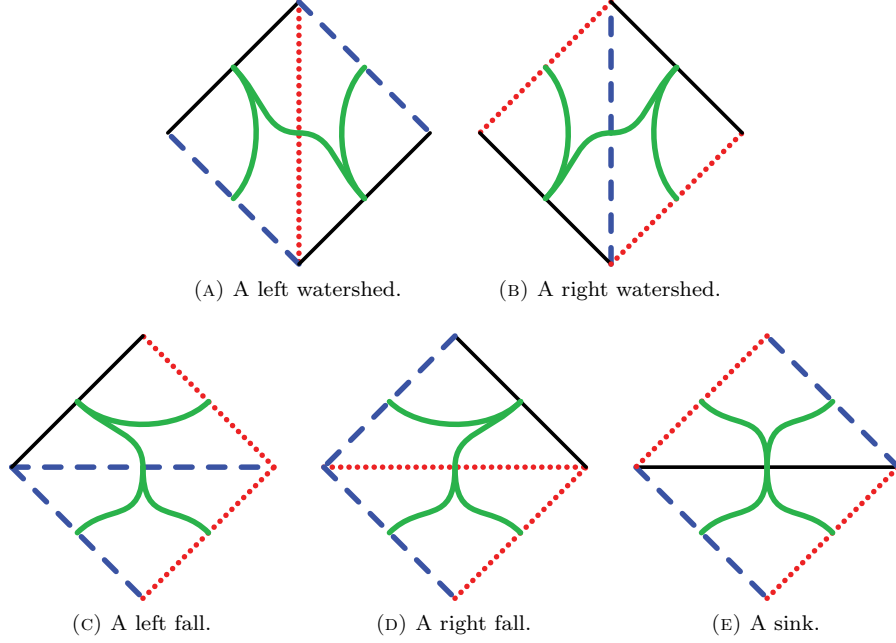 (A) A left watershed.
(B) A right watershed.
(C) A left fall.
(D) A right fall.
(E) A sink.